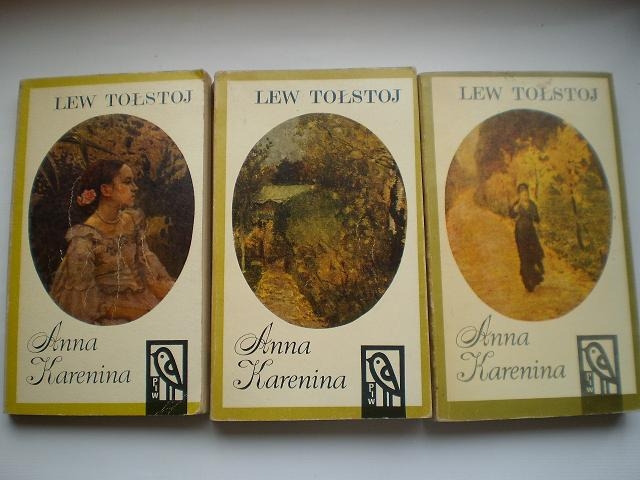 LEW TOŁSTOJ
Anna
Karenina
PIW
LEW TOŁSTOJ
Anna
Karenina
PIW
LEW TOŁSTOJ
Anna
Karenina
PIW